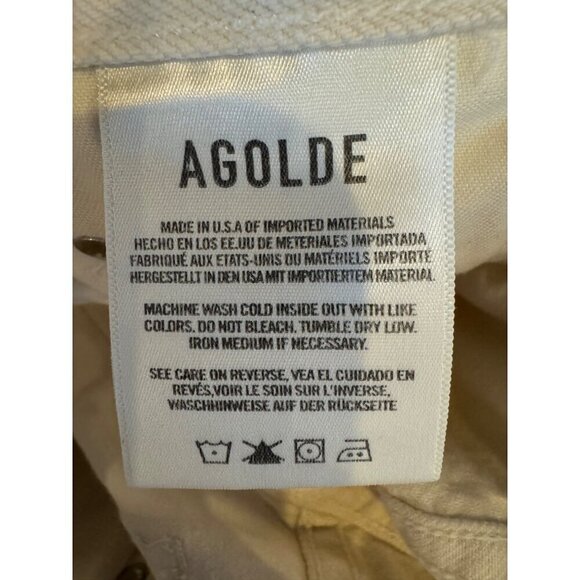 AGOLDE
MADE IN U.S.A OF IMPORTED MATERIALS
HECHO EN LOS EE.UU DE METERIALES IMPORTADA
FABRIQUÉ AUX ETATS-UNIS OU MATÉRIELS IMPORTE
HERGESTELLT IN DEN USA MIT IMPORTIERTEM MATERIAL.
MACHINE WASH COLD INSIDE OUT WITH LIKE
COLORS. DO NOT BLEACH. TUMBLE DRY LOW.
IRON MEDIUM IF NECESSARY.
SEE CARE ON REVERSE, VEA EL CUIDADO EN
REVÉS,VOIR LE SOIN SUR L'INVERSE,
WASCHHINWEISE AUF DER RÜCKSEITE